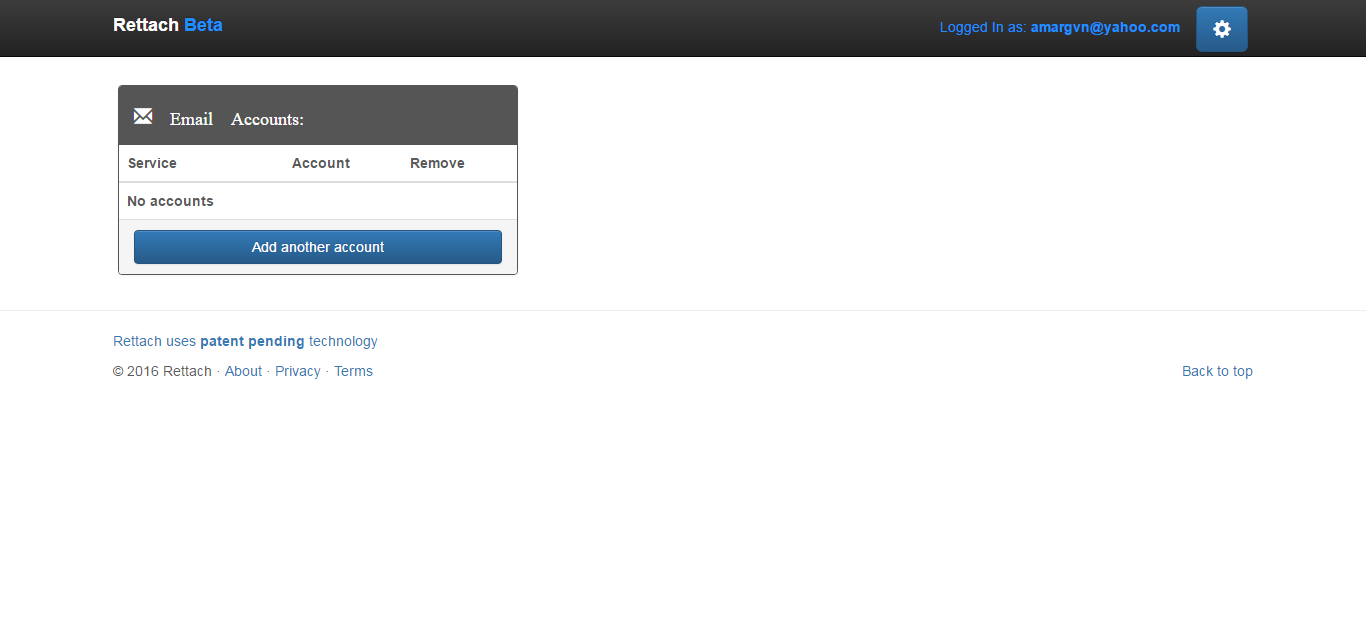 Rettach Beta
Logged In as: amargvn@yahoo.com
Email Accounts:
Service Account Remove
No accounts
Add another account
Rettach uses patent pending technology
© 2016 Rettach · About · Privacy · Terms
Back to top